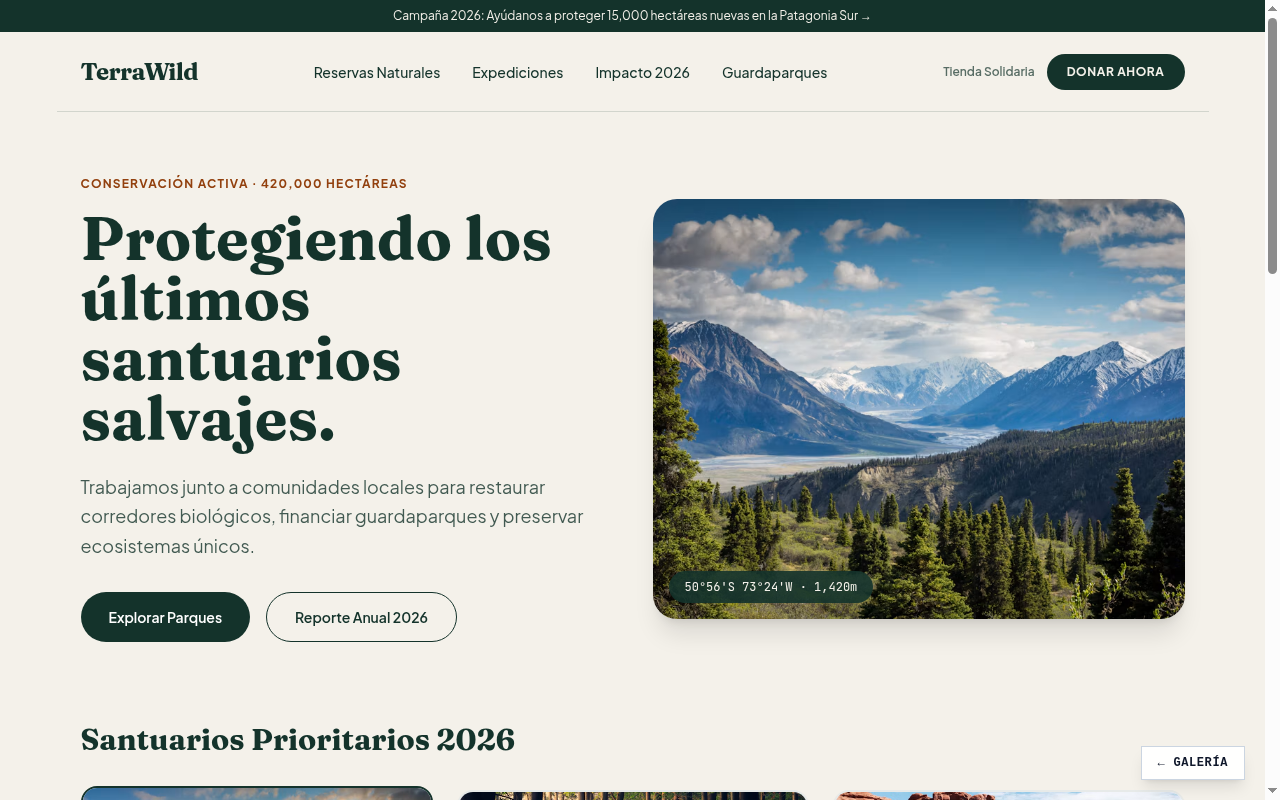 Campaña 2026: Ayúdanos a proteger 15,000 hectáreas nuevas en la Patagonia Sur →
TerraWild
Reservas Naturales
Expediciones
Impacto 2026
Guardaparques
Tienda Solidaria
DONAR AHORA
CONSERVACIÓN ACTIVA · 420,000 HECTÁREAS
Protegiendo los
últimos
santuarios
salvajes.
Trabajamos junto a comunidades locales para restaurar
corredores biológicos, financiar guardaparques y preservar
ecosistemas únicos.
Explorar Parques
Reporte Anual 2026
50°56'S 73°24'W · 1,420m
Santuarios Prioritarios 2026
← GALERÍA